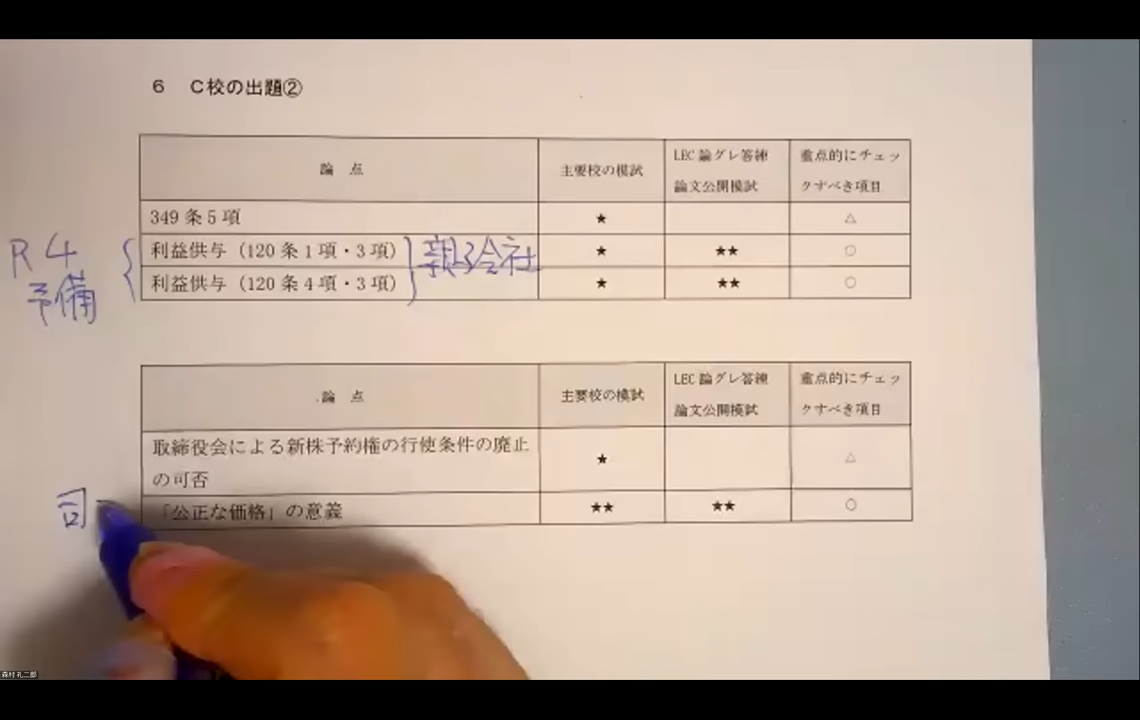 6 C校の出題②
論 点 主要校の模試 LEC 論グレ答練 重点的にチェッ
論文公開模試 クすべき項目
349 条 5 項 ★ △
R4 利益供与(120 条 1 項・3 項) 親子会社 ★ ★★ ○
予備 利益供与(120 条 4 項・3 項) ★ ★★ ○
論 点 主要校の模試 LEC 論グレ答練 重点的にチェッ
論文公開模試 クすべき項目
取締役会による新株予約権の行使条件の廃止 ★ △
の可否
司 「公正な価格」の意義 ★★ ★★ ○
森村 礼二郎